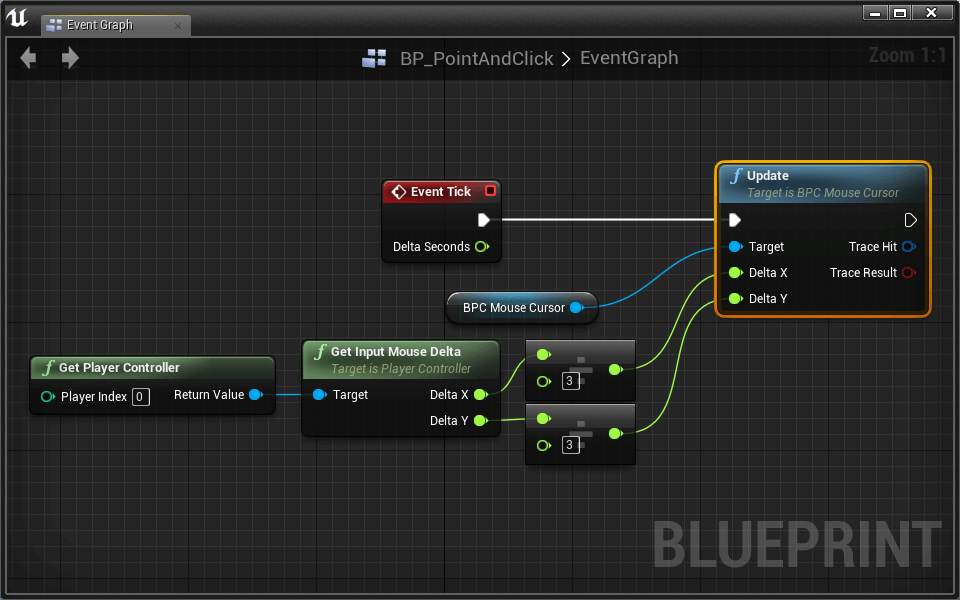 Event Graph
BP_PointAndClick > EventGraph
Zoom 1:1
Update
Target is BPC Mouse Cursor
Event Tick
Delta Seconds
Target
Trace Hit
Delta X
Trace Result
Delta Y
BPC Mouse Cursor
Get Input Mouse Delta
Target is Player Controller
Get Player Controller
Player Index 0
Return Value
Target
Delta X
Delta Y
3
3
BLUEPRINT